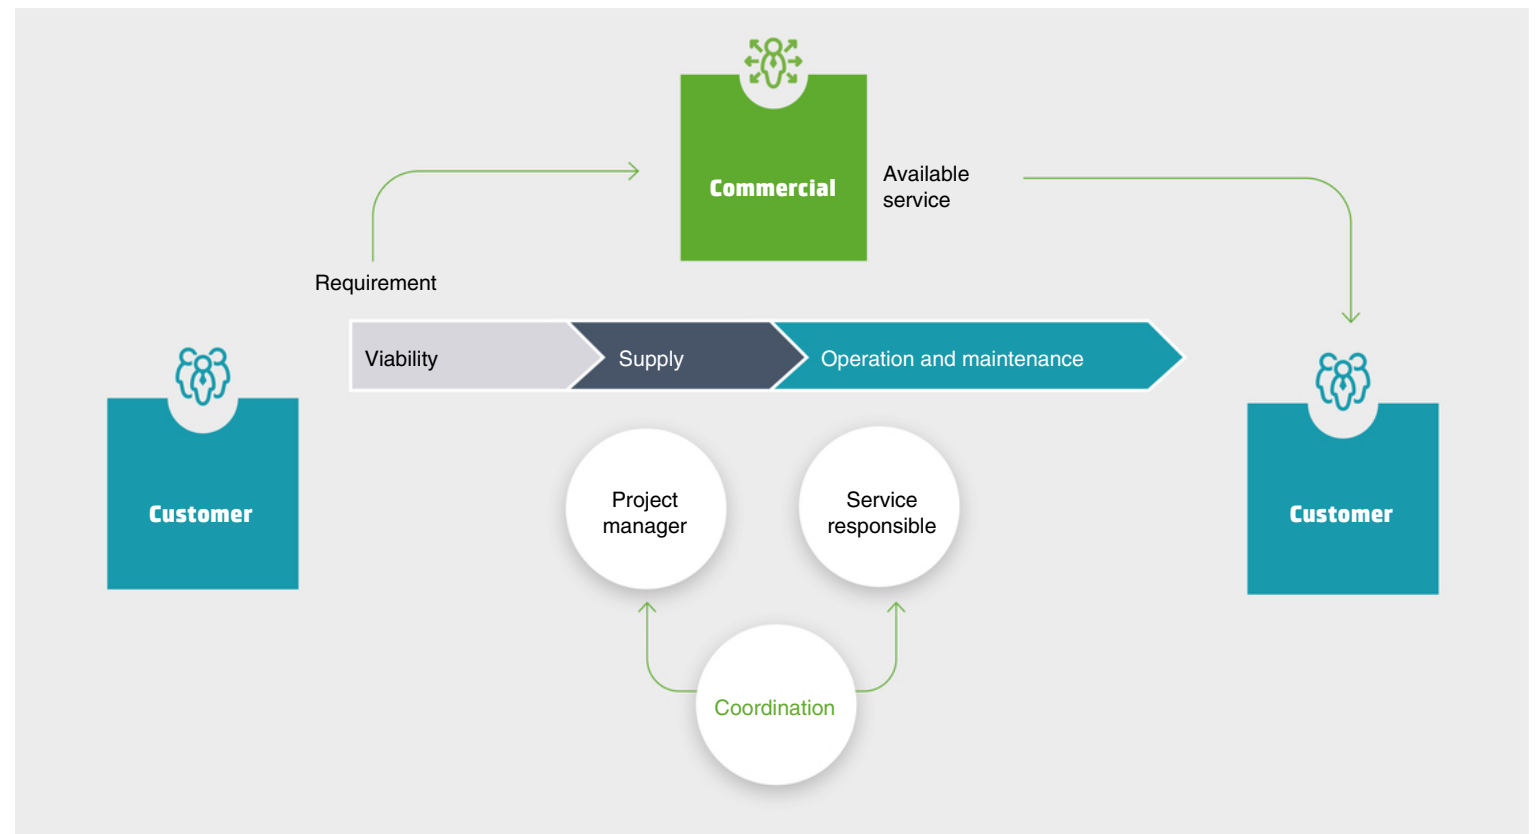 Commercial
Available
service
Requirement
Viability
Supply
Operation and maintenance
Customer
Project
manager
Service
responsible
Customer
Coordination